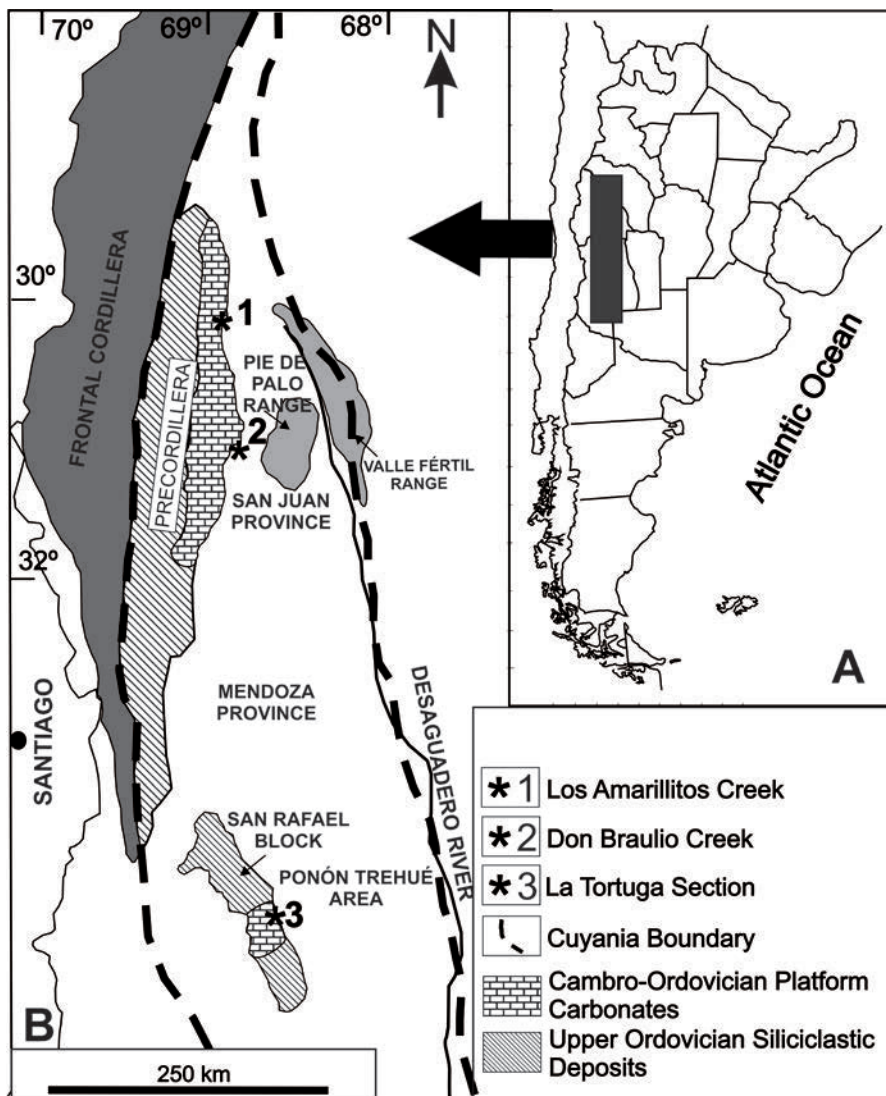 70º
69º
68º
N
30º
32º
FRONTAL CORDILLERA
PRECORDILLERA
1
PIE DE
PALO
RANGE
2
VALLE FÉRTIL
RANGE
SAN JUAN
PROVINCE
MENDOZA
PROVINCE
SANTIAGO
DESAGUADERO RIVER
SAN RAFAEL
BLOCK
PONÓN TREHUÉ
AREA
3
B
250 km
Atlantic Ocean
A
1 Los Amarillitos Creek
2 Don Braulio Creek
3 La Tortuga Section
Cuyania Boundary
Cambro-Ordovician Platform
Carbonates
Upper Ordovician Siliciclastic
Deposits